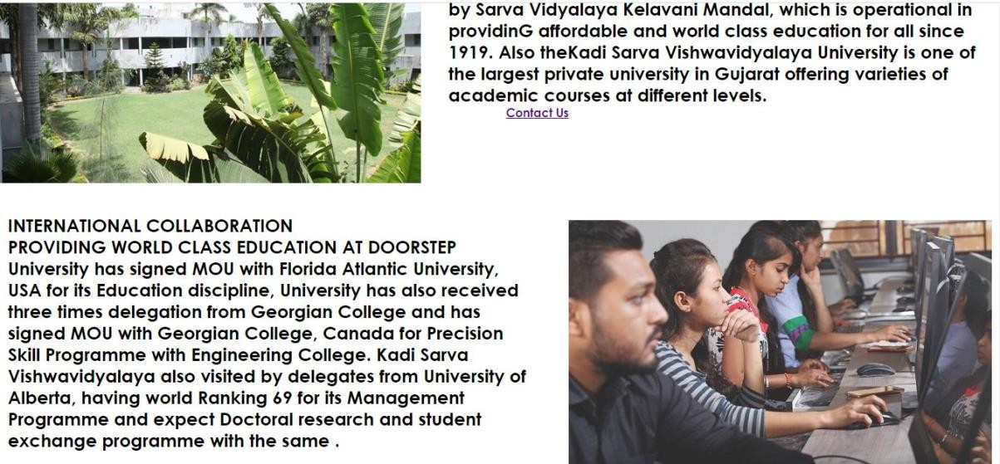 by Sarva Vidyalaya Kelavani Mandal, which is operational in
providinG affordable and world class education for all since
1919. Also theKadi Sarva Vishwavidyalaya University is one of
the largest private university in Gujarat offering varieties of
academic courses at different levels.
Contact Us
INTERNATIONAL COLLABORATION
PROVIDING WORLD CLASS EDUCATION AT DOORSTEP
University has signed MOU with Florida Atlantic University,
USA for its Education discipline, University has also received
three times delegation from Georgian College and has
signed MOU with Georgian College, Canada for Precision
Skill Programme with Engineering College. Kadi Sarva
Vishwavidyalaya also visited by delegates from University of
Alberta, having world Ranking 69 for its Management
Programme and expect Doctoral research and student
exchange programme with the same .